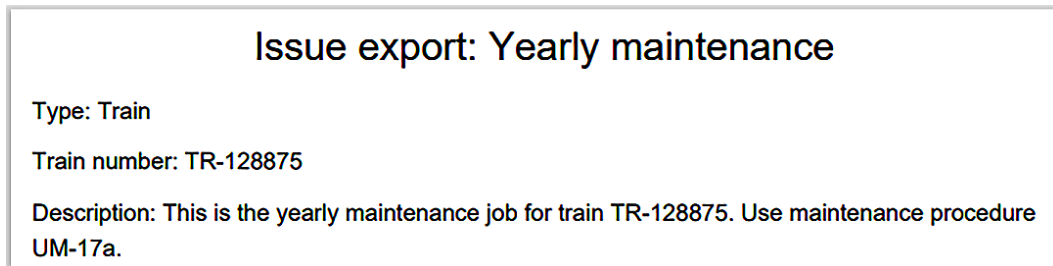 Issue export: Yearly maintenance
Type: Train
Train number: TR-128875
Description: This is the yearly maintenance job for train TR-128875. Use maintenance procedure
UM-17a.